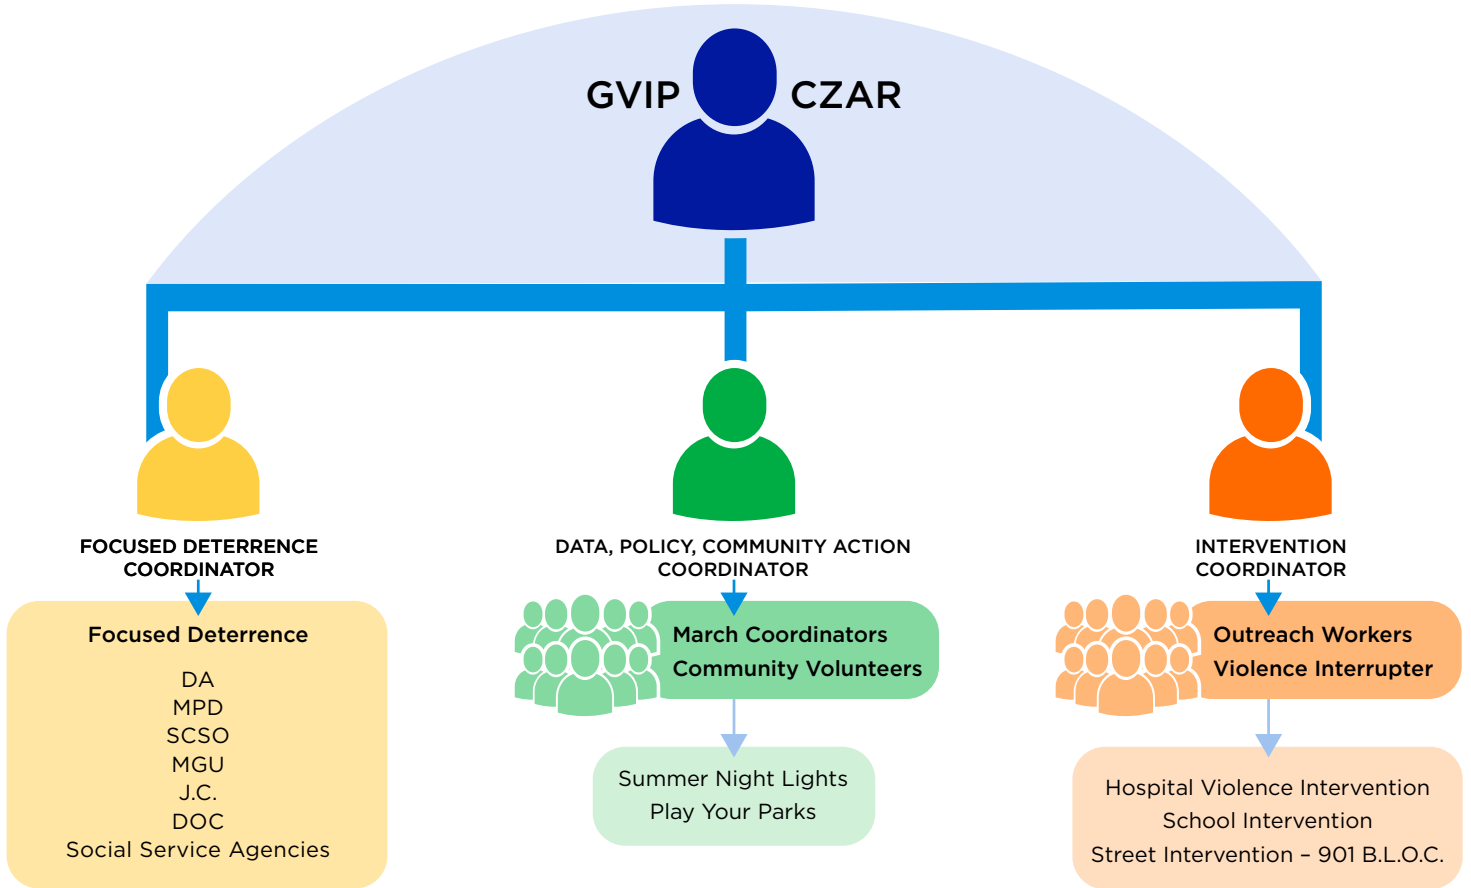 GVIP CZAR
FOCUSED DETERRENCE
COORDINATOR
Focused Deterrence
DA
MPD
SCSO
MGU
J.C.
DOC
Social Service Agencies
DATA, POLICY, COMMUNITY ACTION
COORDINATOR
March Coordinators
Community Volunteers
Summer Night Lights
Play Your Parks
INTERVENTION
COORDINATOR
Outreach Workers
Violence Interrupter
Hospital Violence Intervention
School Intervention
Street Intervention – 901 B.L.O.C.